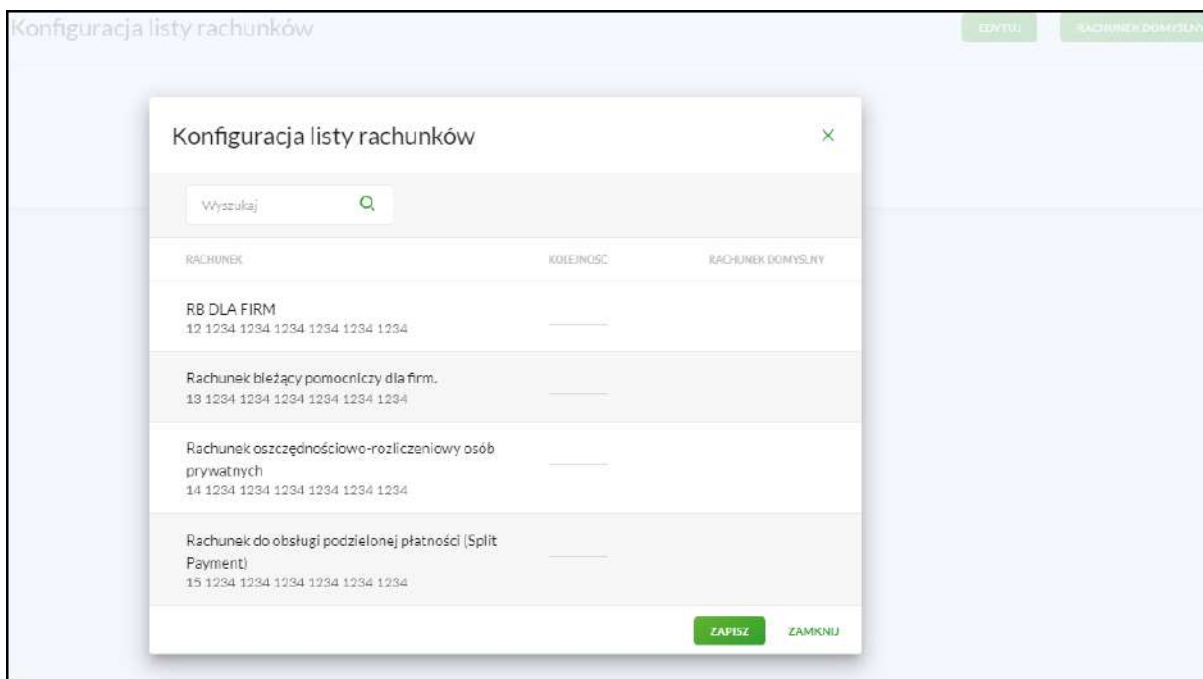 Konfiguracja listy rachunków
EDYTUJ
RACHUNEK DOMYŚLNY
Konfiguracja listy rachunków
Wyszukaj
RACHUNEK
KOLEJNOŚĆ
RACHUNEK DOMYŚLNY
RB DLA FIRM
12 1234 1234 1234 1234 1234 1234
Rachunek bieżący pomocniczy dla firm.
13 1234 1234 1234 1234 1234 1234
Rachunek oszczędnościowo-rozliczeniowy osób
prywatnych
14 1234 1234 1234 1234 1234 1234
Rachunek do obsługi podzielonej płatności (Split
Payment)
15 1234 1234 1234 1234 1234 1234
ZAPISZ
ZAMKNIJ